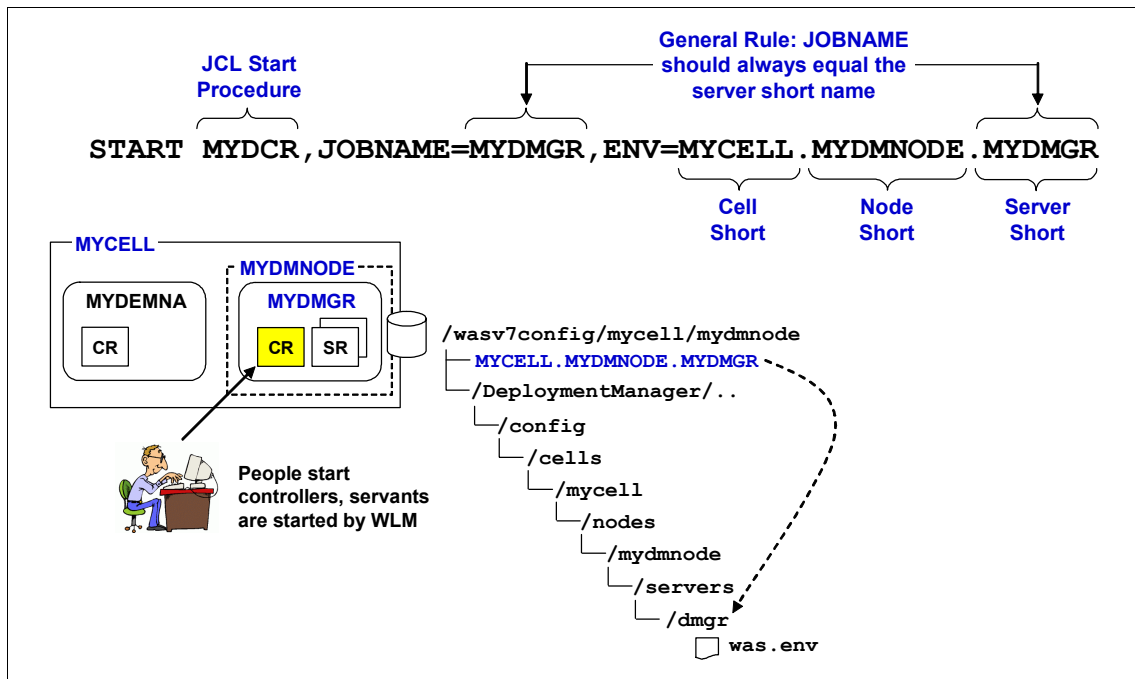 General Rule: JOBNAME
should always equal the
server short name
JCL Start
Procedure
START MYDCR,JOBNAME=MYDMGR,ENV=MYCELL.MYDMNODE.MYDMGR
Cell
Short
Node
Short
Server
Short
MYCELL
MYDEMNA
CR
MYDMNODE
MYDMGR
CR
SR
People start
controllers, servants
are started by WLM
/wasv7config/mycell/mydmnode
MYCELL.MYDMNODE.MYDMGR
/DeploymentManager/..
/config
/cells
/mycell
/nodes
/mydmnode
/servers
/dmgr
was.env